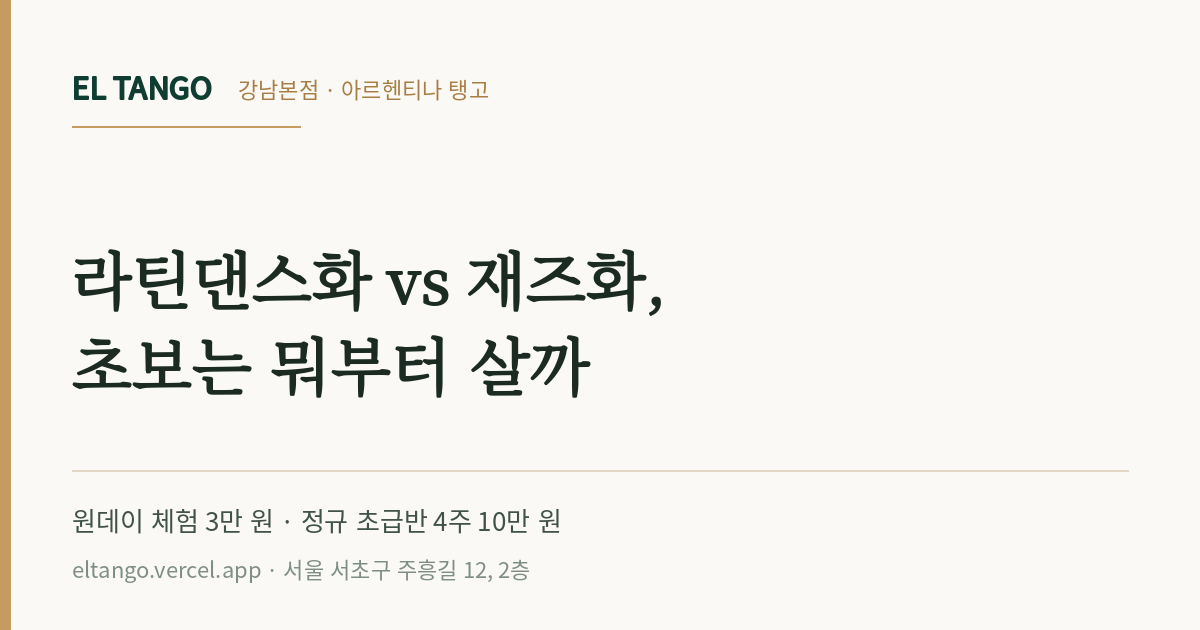 EL TANGO 강남본점 · 아르헨티나 탱고
라틴댄스화 vs 재즈화,
초보는 뭐부터 살까
원데이 체험 3만 원 · 정규 초급반 4주 10만 원
eltango.vercel.app · 서울 서초구 주흥길 12, 2층